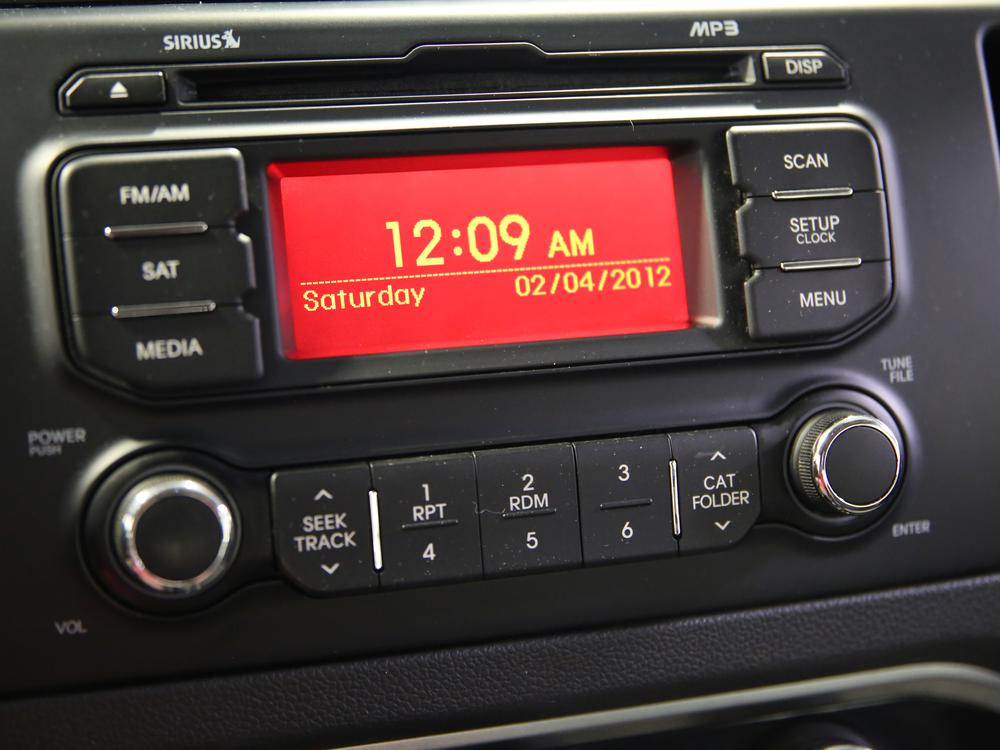 SIRIUS
MP3
DISP
FM/AM
SAT
MEDIA
12:09 AM
Saturday 02/04/2012
SCAN
SETUP
CLOCK
MENU
POWER
PUSH
VOL
SEEK
TRACK
1
RPT
4
2
RDM
5
3
6
CAT
FOLDER
TUNE
FILE
ENTER